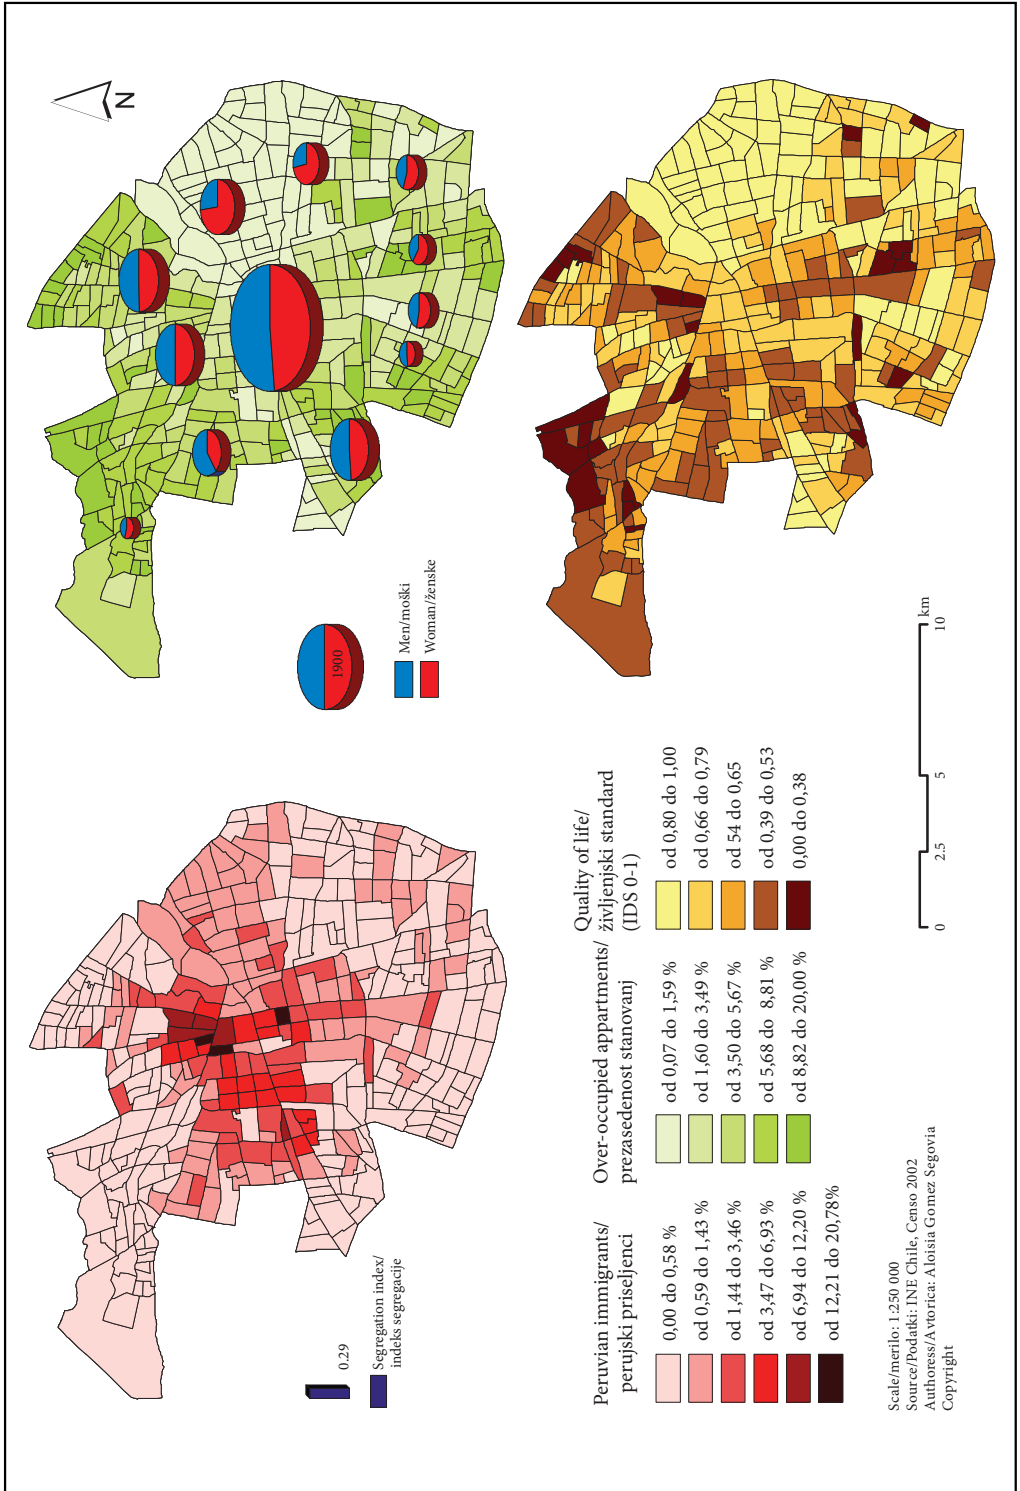 N
1900
Men/moški
Woman/ženske
0.29
Segregation index/
indeks segregacije
Peruvian immigrants/
perujski priseljenci
0,00 do 0,58 %
od 0,59 do 1,43 %
od 1,44 do 3,46 %
od 3,47 do 6,93 %
od 6,94 do 12,20 %
od 12,21 do 20,78%
Over-occupied appartments/
prezasedenost stanovanj
od 0,07 do 1,59 %
od 1,60 do 3,49 %
od 3,50 do 5,67 %
od 5,68 do 8,81 %
od 8,82 do 20,00 %
Quality of life/
življenjski standard
(IDS 0-1)
od 0,80 do 1,00
od 0,66 do 0,79
od 54 do 0,65
od 0,39 do 0,53
0,00 do 0,38
Scale/merilo: 1:250 000
Source/Podatki: INE Chile, Censo 2002
Authoress/Avtorica: Aloisia Gomez Segovia
Copyright
0 2.5 5 10
km